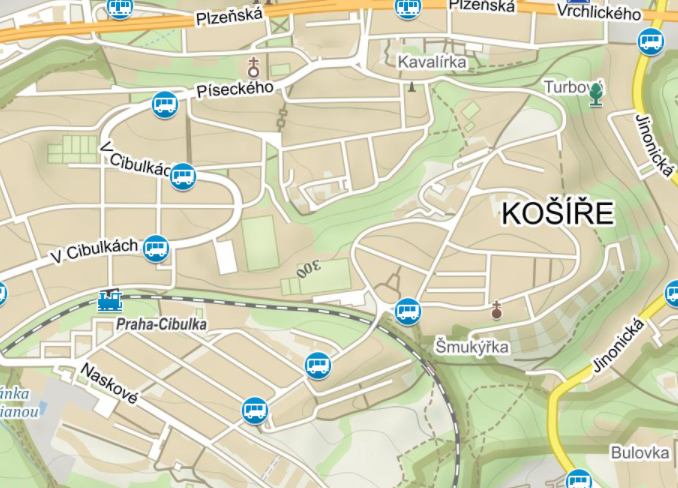 Plzeňská
Plzeňská
Vrchlického
Kavalírka
Píseckého
Turbová
Jinonická
V Cibulkách
KOŠÍŘE
V Cibulkách
300
Praha-Cibulka
Šmukýřka
Jinonická
Naskové
Bulovka